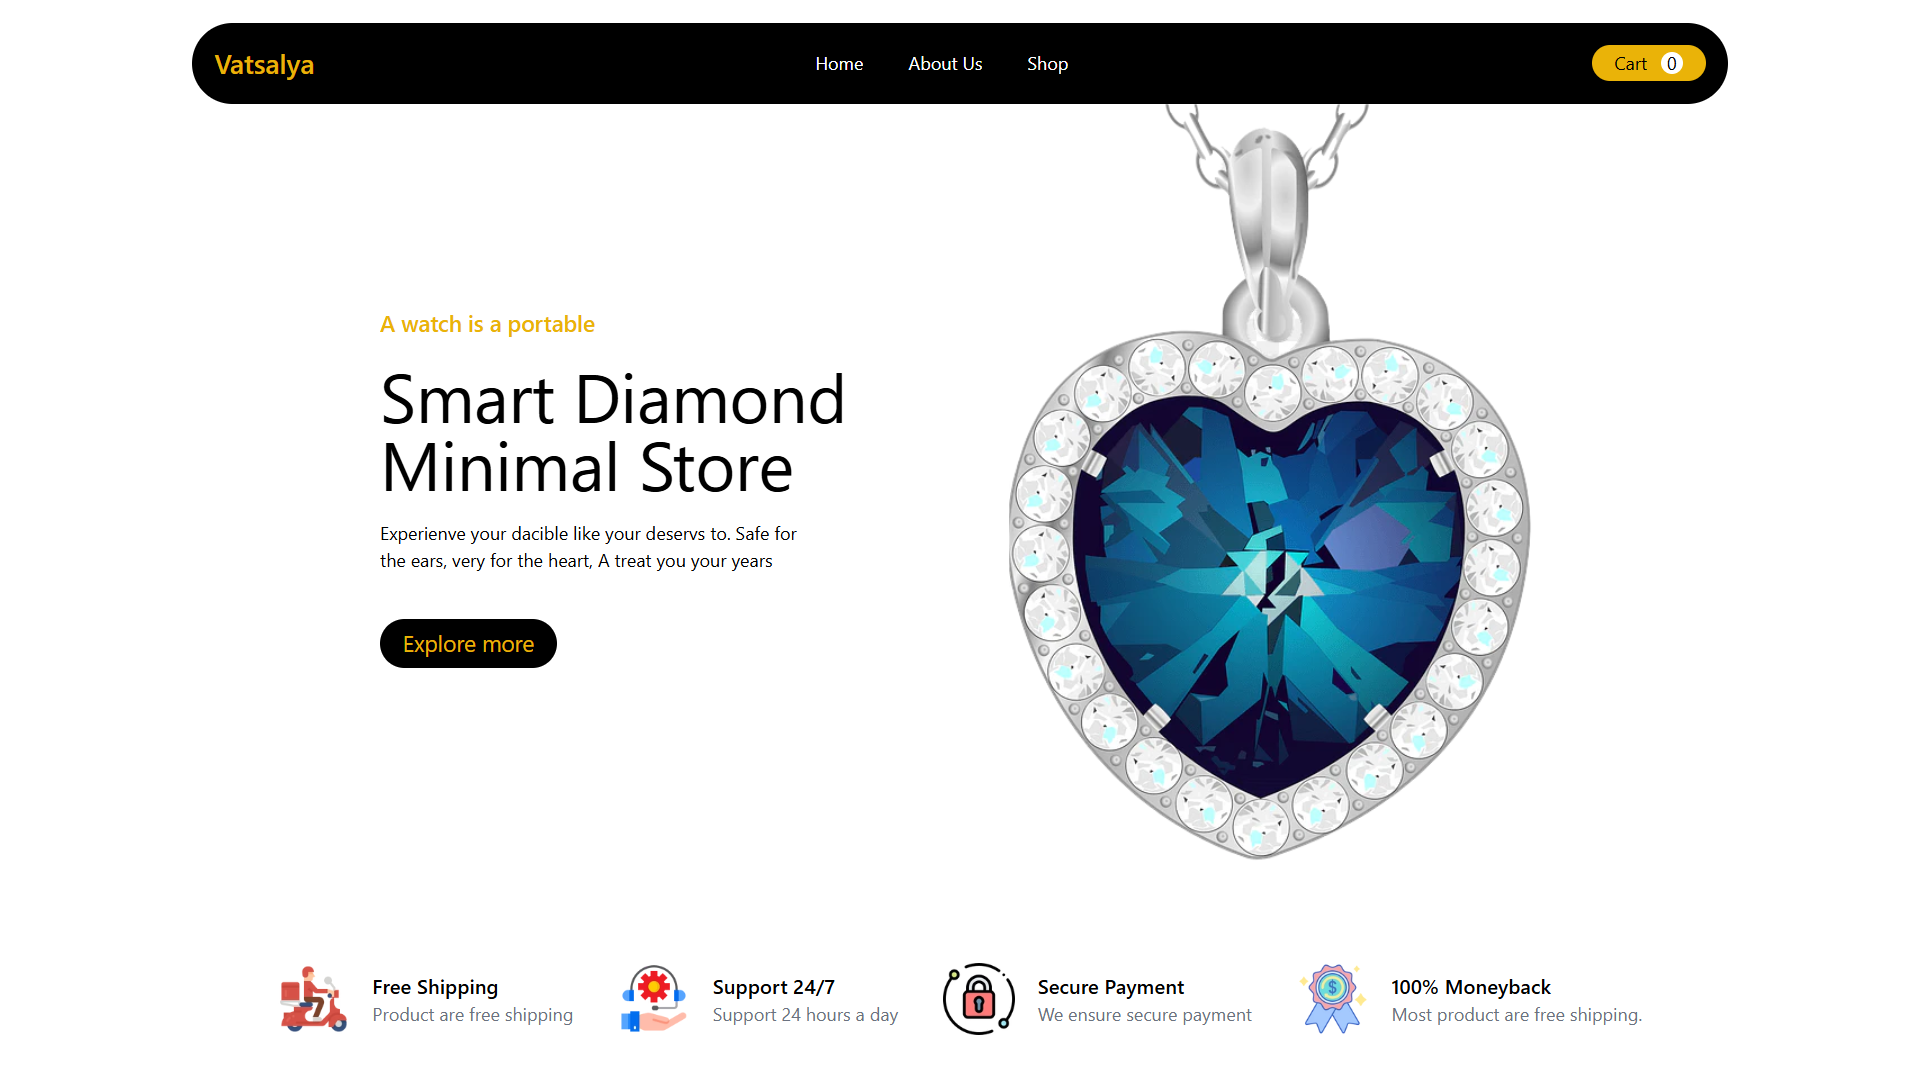 Vatsalya
Home
About Us
Shop
Cart 0
A watch is a portable
Smart Diamond
Minimal Store
Experienve your dacible like your deservs to. Safe for
the ears, very for the heart, A treat you your years
Explore more
Free Shipping
Product are free shipping
Support 24/7
Support 24 hours a day
Secure Payment
We ensure secure payment
$
100% Moneyback
Most product are free shipping.